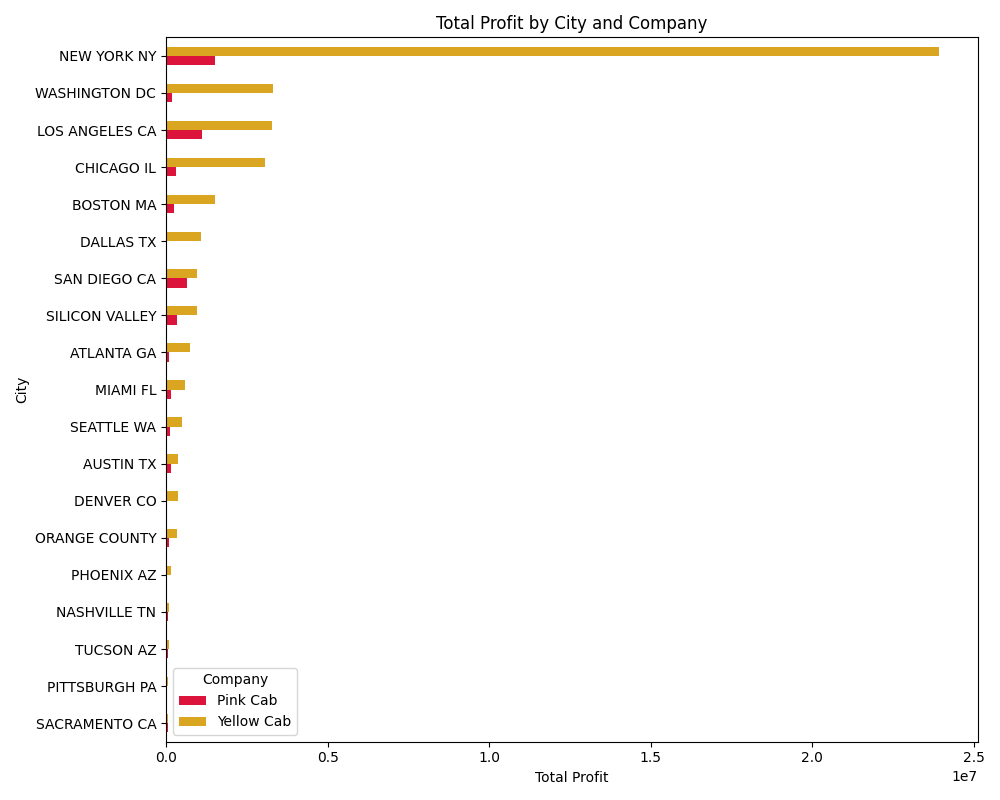 Total Profit by City and Company
NEW YORK NY
WASHINGTON DC
LOS ANGELES CA
CHICAGO IL
BOSTON MA
DALLAS TX
SAN DIEGO CA
SILICON VALLEY
ATLANTA GA
MIAMI FL
SEATTLE WA
AUSTIN TX
DENVER CO
ORANGE COUNTY
PHOENIX AZ
NASHVILLE TN
TUCSON AZ
PITTSBURGH PA
SACRAMENTO CA
City
Company
Pink Cab
Yellow Cab
0.0 0.5 1.0 1.5 2.0 2.5
1e7
Total Profit